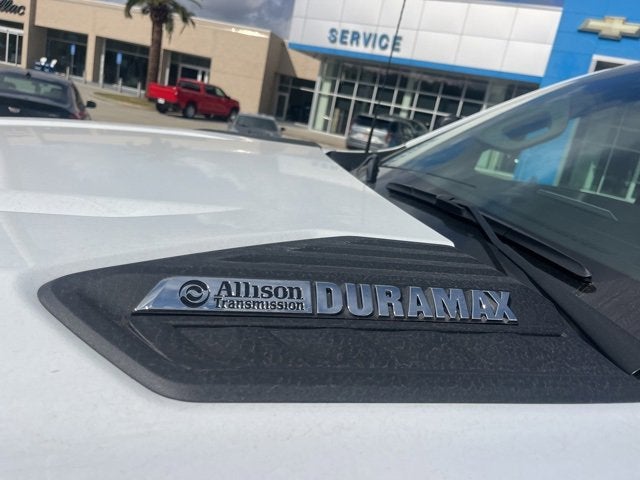 SERVICE
Allison
Transmission
DURAMAX